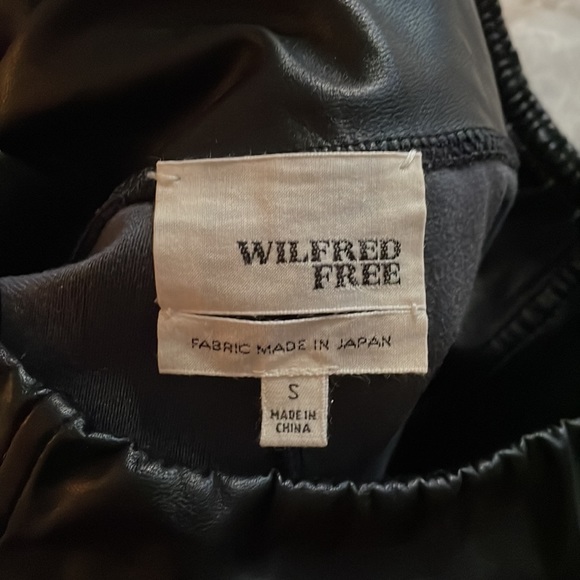 WILFRED
FREE
FABRIC MADE IN JAPAN
S
MADE IN
CHINA